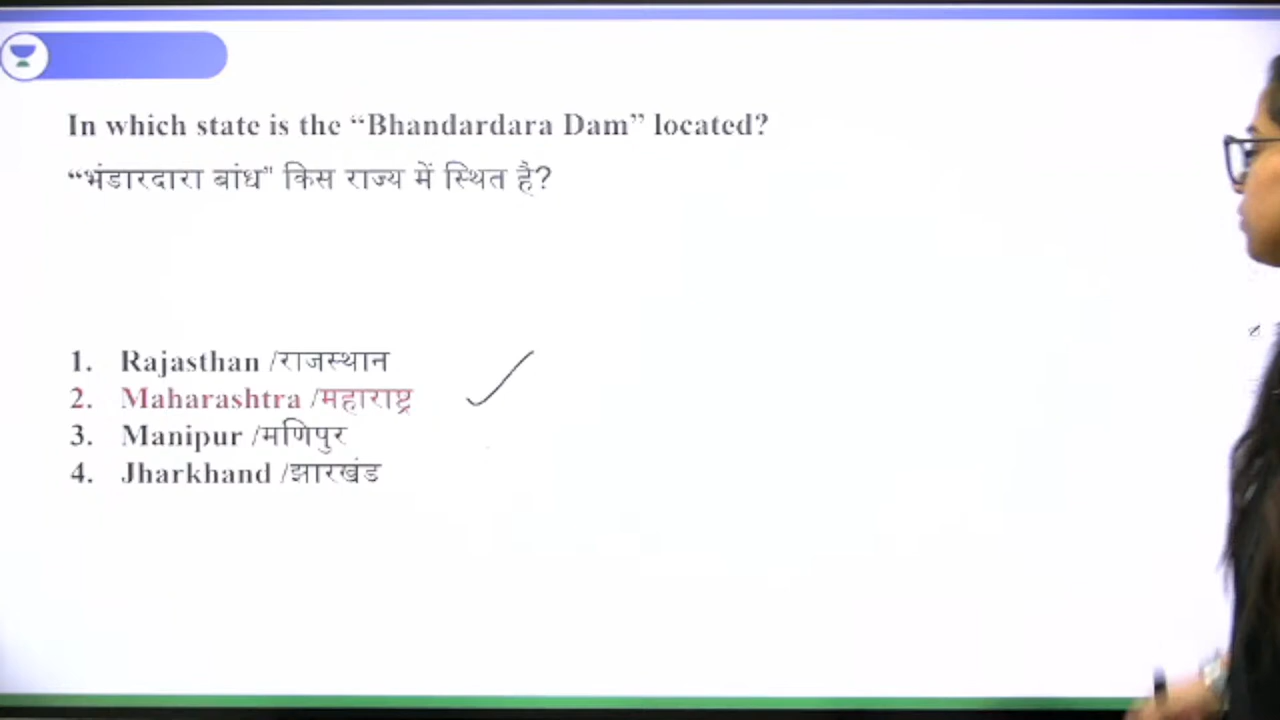 In which state is the “Bhandardara Dam” located?
“भंडारदारा बांध” किस राज्य में स्थित है?
1. Rajasthan /राजस्थान
2. Maharashtra /महाराष्ट्र
3. Manipur /मणिपुर
4. Jharkhand /झारखंड